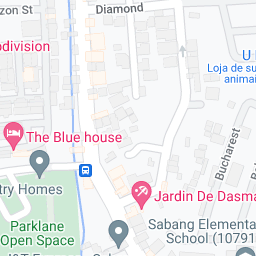 zon St
Diamond
bdivision
U
Loja de su
animai
The Blue house
Bucharest
try Homes
Jardin De Dasma
Parklane
Open Space
Sabang Elementa
School (10791